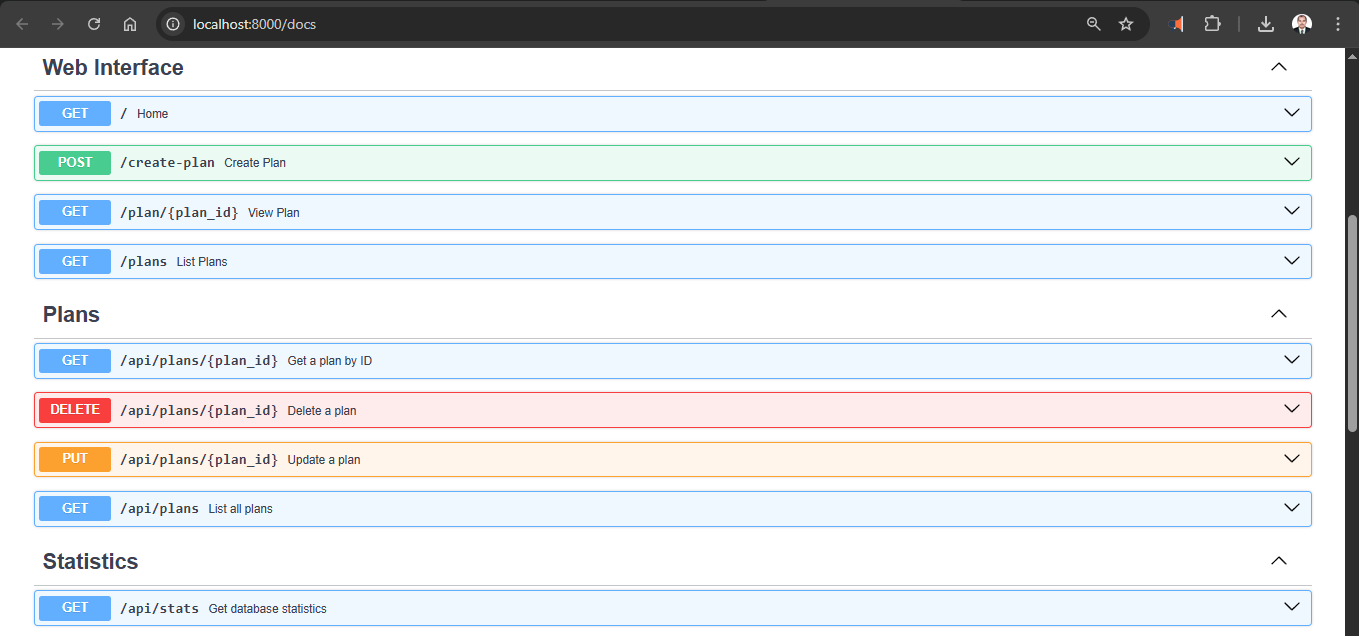 localhost:8000/docs
Web Interface
GET / Home
POST /create-plan Create Plan
GET /plan/{plan_id} View Plan
GET /plans List Plans
Plans
GET /api/plans/{plan_id} Get a plan by ID
DELETE /api/plans/{plan_id} Delete a plan
PUT /api/plans/{plan_id} Update a plan
GET /api/plans List all plans
Statistics
GET /api/stats Get database statistics